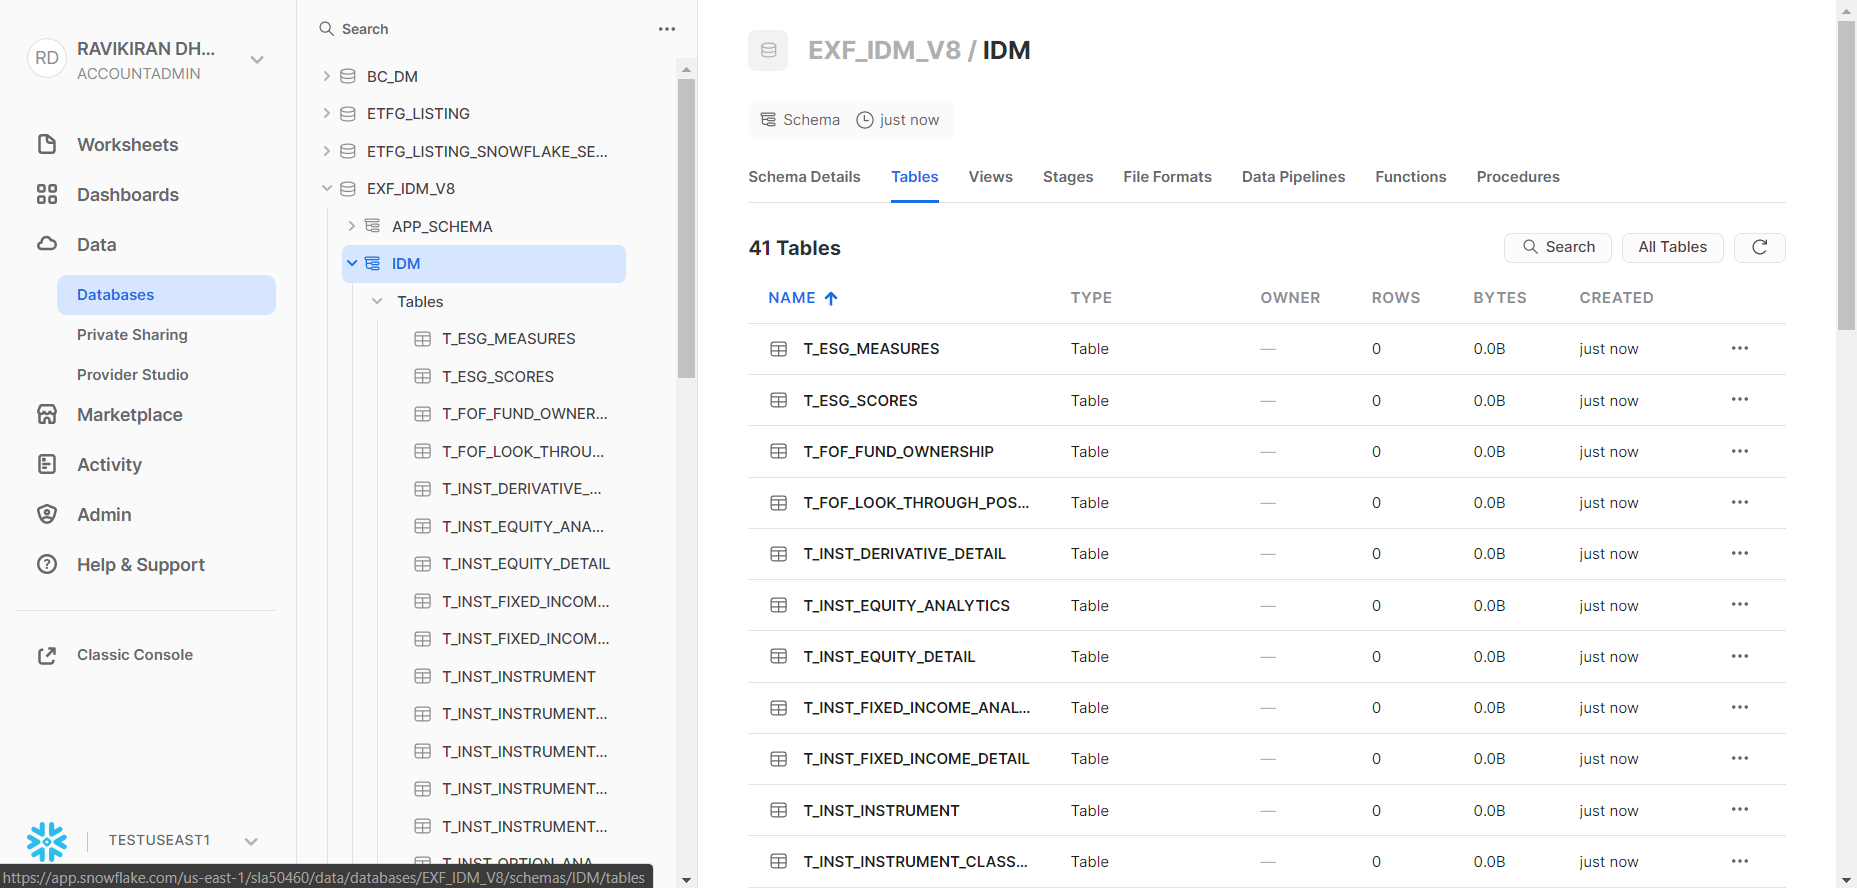 RD
RAVIKIRAN DH...
ACCOUNTADMIN
Worksheets
Dashboards
Data
Databases
Private Sharing
Provider Studio
Marketplace
Activity
Admin
Help & Support
Classic Console
TESTUSEAST1
https://app.snowflake.com/us-east-1/sla50460/data/databases/EXF_IDM_V8/schemas/IDM/tables
Search
BC_DM
ETFG_LISTING
ETFG_LISTING_SNOWFLAKE_SE...
EXF_IDM_V8
APP_SCHEMA
IDM
Tables
T_ESG_MEASURES
T_ESG_SCORES
T_FOF_FUND_OWNER...
T_FOF_LOOK_THROU...
T_INST_DERIVATIVE_...
T_INST_EQUITY_ANA...
T_INST_EQUITY_DETAIL
T_INST_FIXED_INCOM...
T_INST_FIXED_INCOM...
T_INST_INSTRUMENT
T_INST_INSTRUMENT...
T_INST_INSTRUMENT...
T_INST_INSTRUMENT...
T_INST_INSTRUMENT...
T_INST_OPTION_ANA...
EXF_IDM_V8 / IDM
Schema just now
Schema Details Tables Views Stages File Formats Data Pipelines Functions Procedures
41 Tables Search All Tables
NAME TYPE OWNER ROWS BYTES CREATED
T_ESG_MEASURES Table — 0 0.0B just now
T_ESG_SCORES Table — 0 0.0B just now
T_FOF_FUND_OWNERSHIP Table — 0 0.0B just now
T_FOF_LOOK_THROUGH_POS... Table — 0 0.0B just now
T_INST_DERIVATIVE_DETAIL Table — 0 0.0B just now
T_INST_EQUITY_ANALYTICS Table — 0 0.0B just now
T_INST_EQUITY_DETAIL Table — 0 0.0B just now
T_INST_FIXED_INCOME_ANAL... Table — 0 0.0B just now
T_INST_FIXED_INCOME_DETAIL Table — 0 0.0B just now
T_INST_INSTRUMENT Table — 0 0.0B just now
T_INST_INSTRUMENT_CLASS... Table — 0 0.0B just now